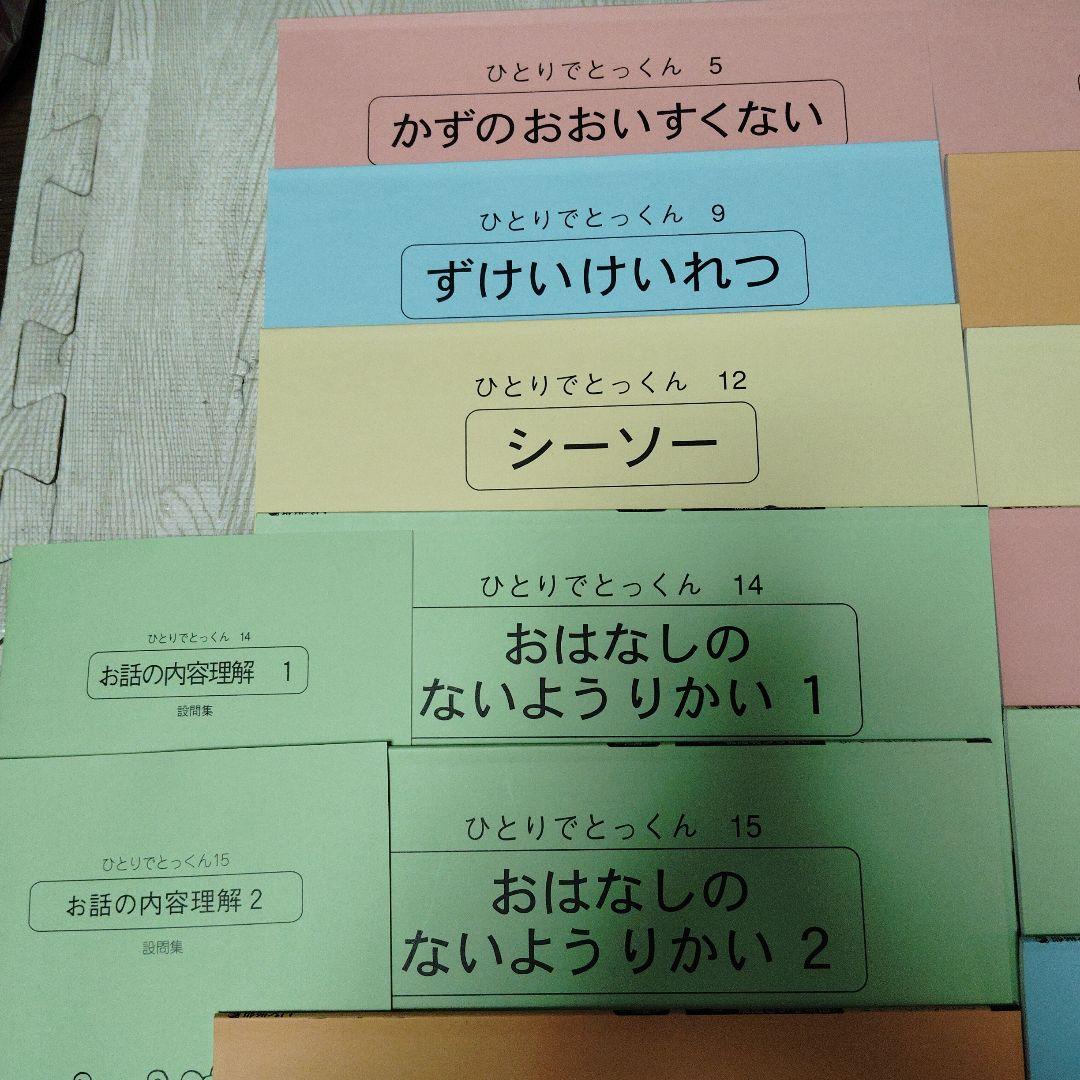 ひとりでとっくん 5
かずのおおいすくない
ひとりでとっくん 9
ずけいけいれつ
ひとりでとっくん 12
シーソー
ひとりでとっくん 14
おはなしの
ないようりかい 1
ひとりでとっくん 14
お話の内容理解 1
設問集
ひとりでとっくん 15
おはなしの
ないようりかい 2
ひとりでとっくん15
お話の内容理解 2
設問集